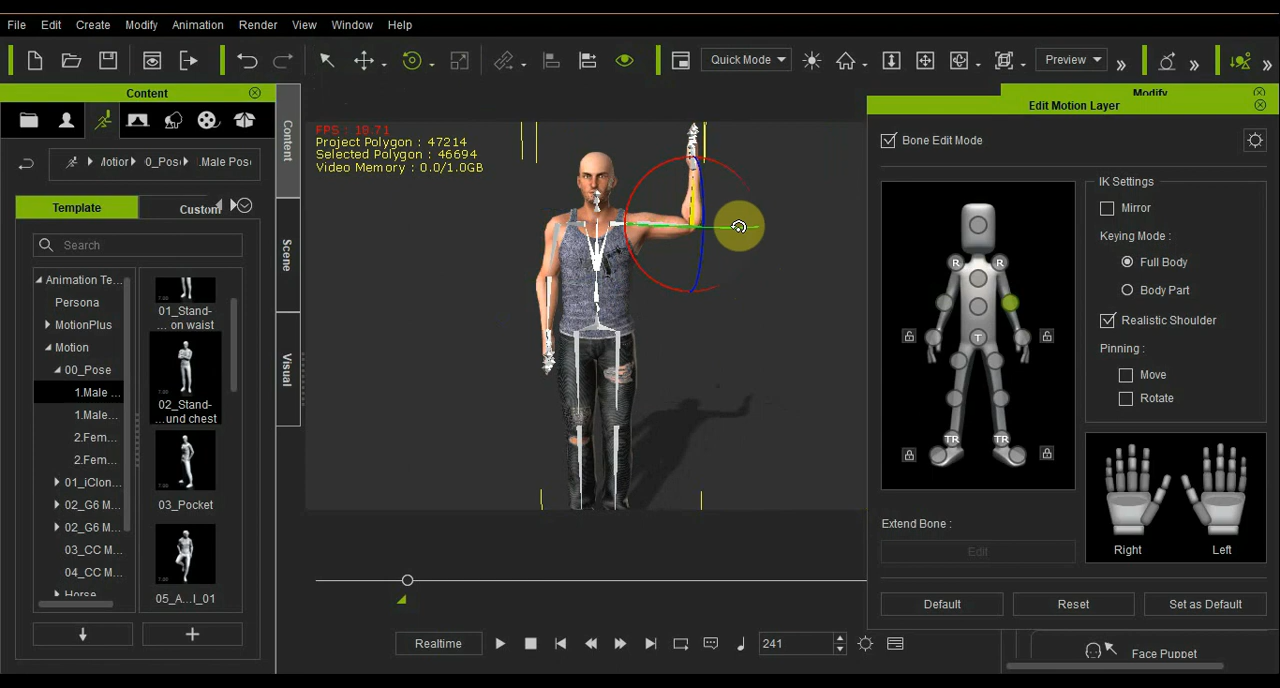 File Edit Create Modify Animation Render View Window Help
Quick Mode
Preview
Content
Modify
Edit Motion Layer
Bone Edit Mode
Template
Custom
Search
Animation Te...
Persona
MotionPlus
Motion
00_Pose
1.Male ...
1.Male...
2.Fem...
2.Fem...
01_iClon...
02_G6 M...
02_G6 M...
03_CC M...
04_CC M...
Horse
01_Stand-
... on waist
02_Stand-
...und chest
03_Pocket
05_A...l_01
Content
Scene
Visual
FPS : 18.71
Project Polygon : 47214
Selected Polygon : 46694
Video Memory : 0.0/1.0GB
R R
T
TR TR
IK Settings
Mirror
Keying Mode :
Full Body
Body Part
Realistic Shoulder
Pinning :
Move
Rotate
Extend Bone :
Edit
Right Left
Default Reset Set as Default
Realtime
241
Face Puppet